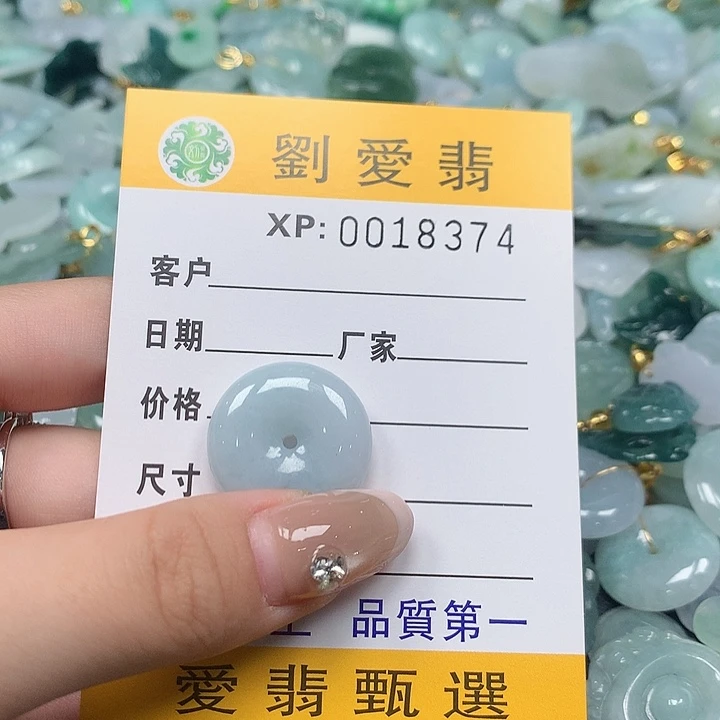 劉愛翡
XP: 0018374
客户
日期 厂家
价格
尺寸
品質第一
愛翡甄選